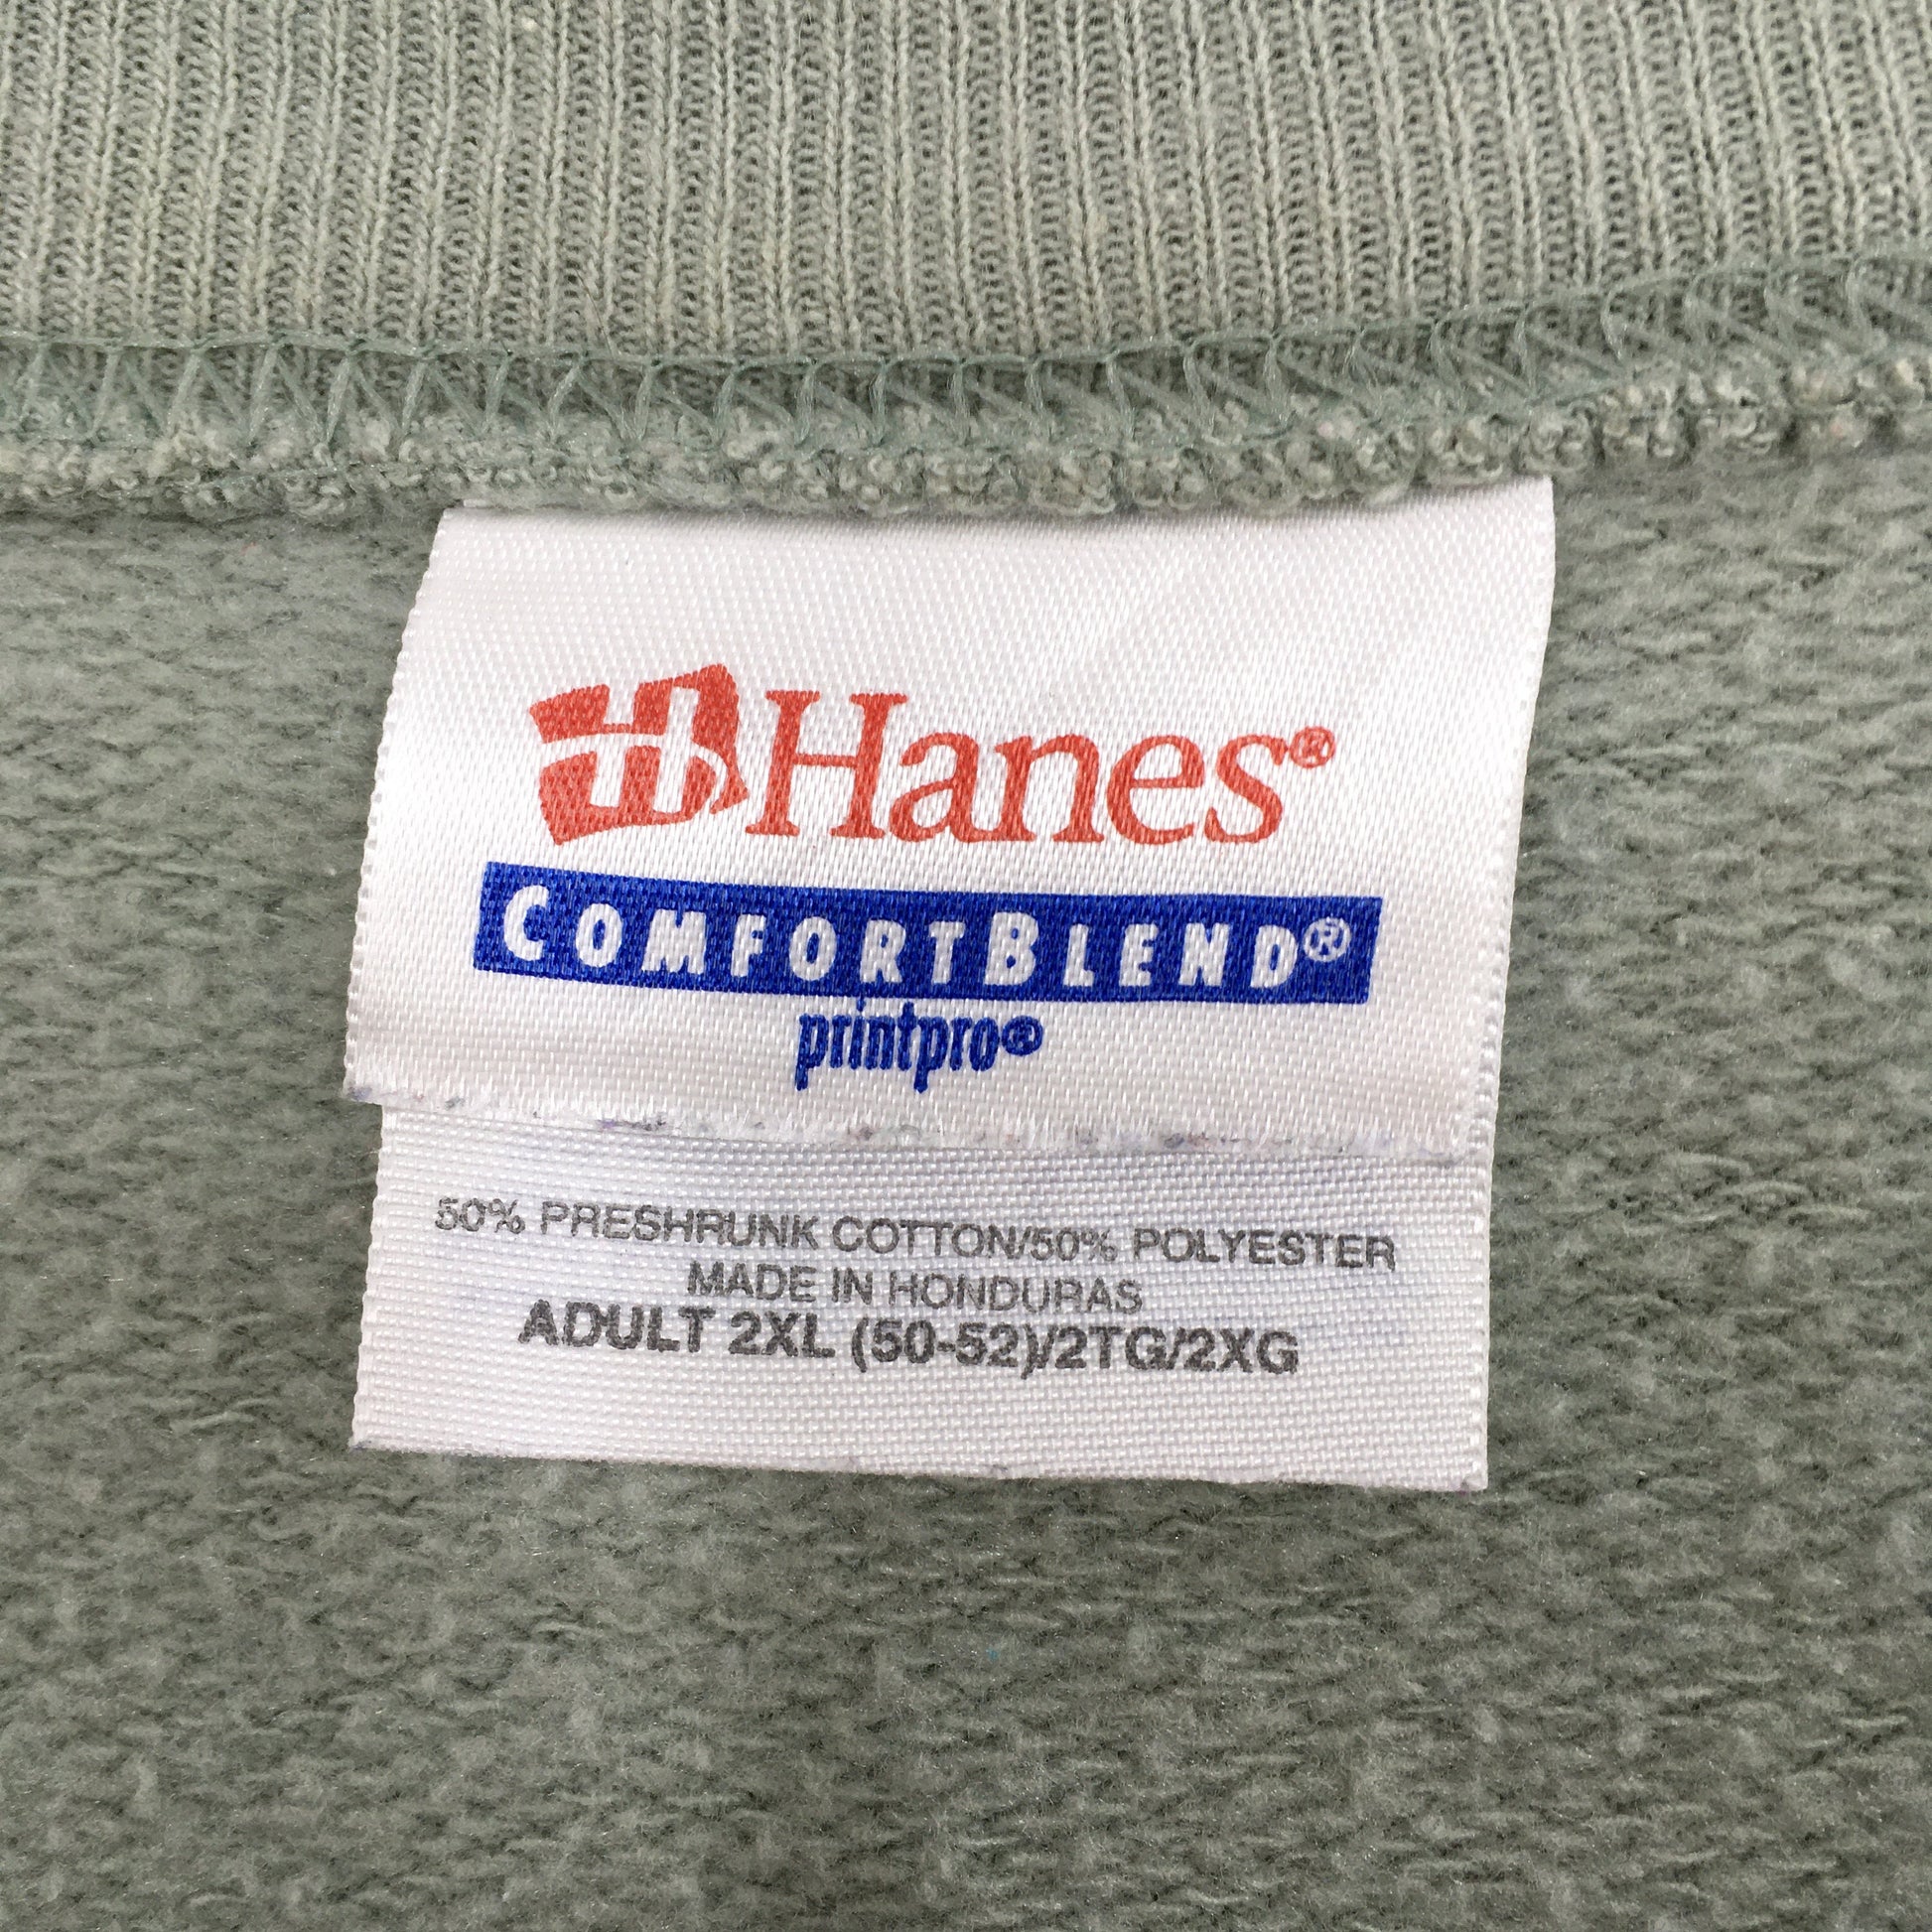 Hanes®
COMFORTBLEND®
printpro®
50% PRESHRUNK COTTON/50% POLYESTER
MADE IN HONDURAS
ADULT 2XL (50-52)/2TG/2XG